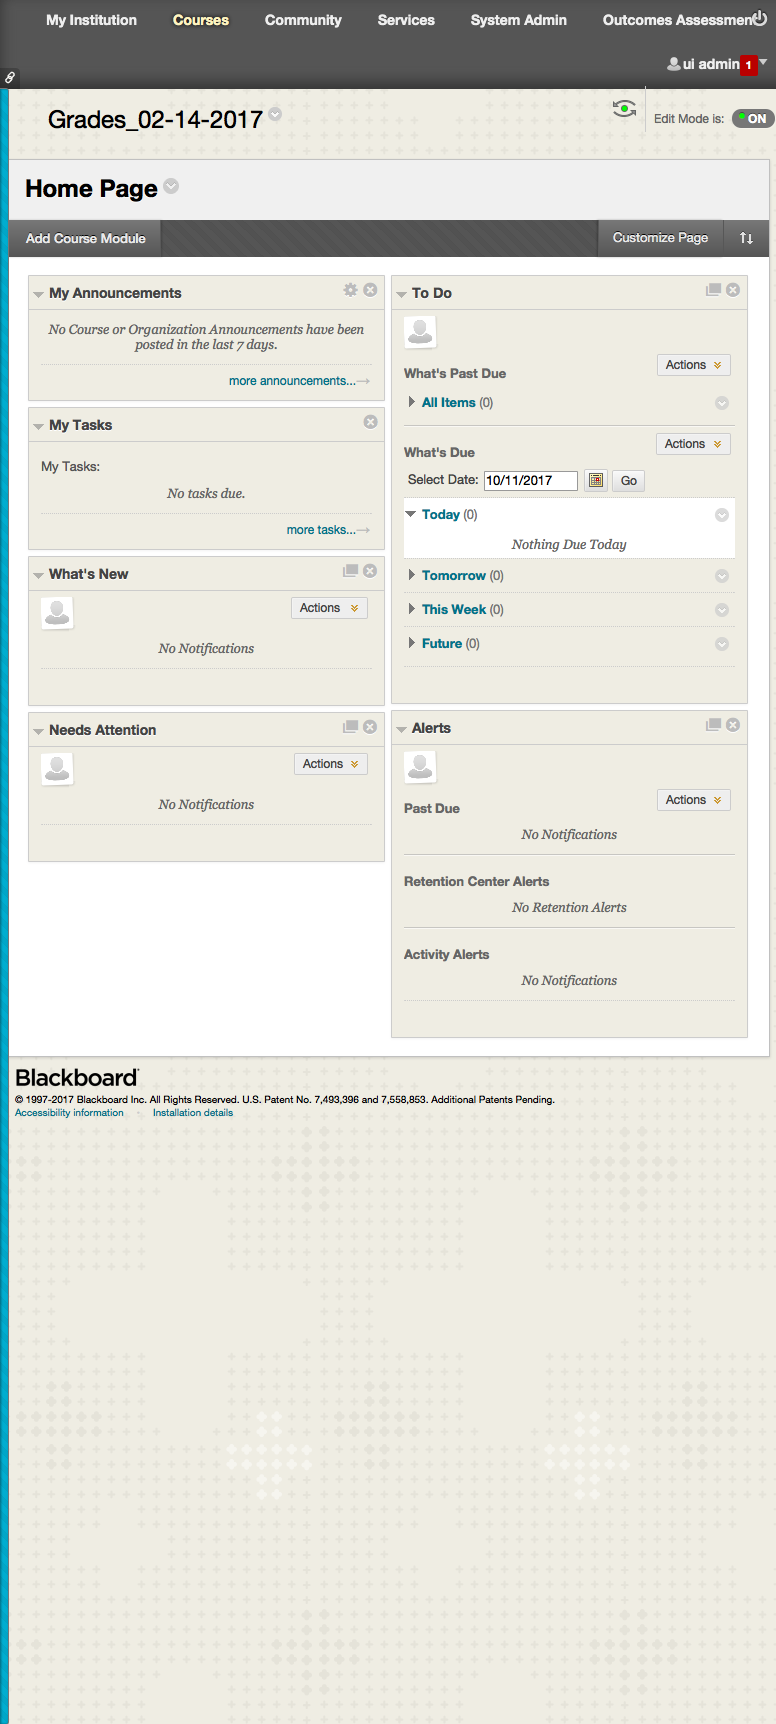 My Institution Courses Community Services System Admin Outcomes Assessmen
ui admin 1
Grades_02-14-2017
Edit Mode is: ON
Home Page
Add Course Module Customize Page
My Announcements
No Course or Organization Announcements have been
posted in the last 7 days.
more announcements...
My Tasks
My Tasks:
No tasks due.
more tasks...
What's New
Actions
No Notifications
Needs Attention
Actions
No Notifications
To Do
Actions
What's Past Due
All Items (0)
Actions
What's Due
Select Date: 10/11/2017 Go
Today (0)
Nothing Due Today
Tomorrow (0)
This Week (0)
Future (0)
Alerts
Actions
Past Due
No Notifications
Retention Center Alerts
No Retention Alerts
Activity Alerts
No Notifications
Blackboard
© 1997-2017 Blackboard Inc. All Rights Reserved. U.S. Patent No. 7,493,396 and 7,558,853. Additional Patents Pending.
Accessibility information · Installation details